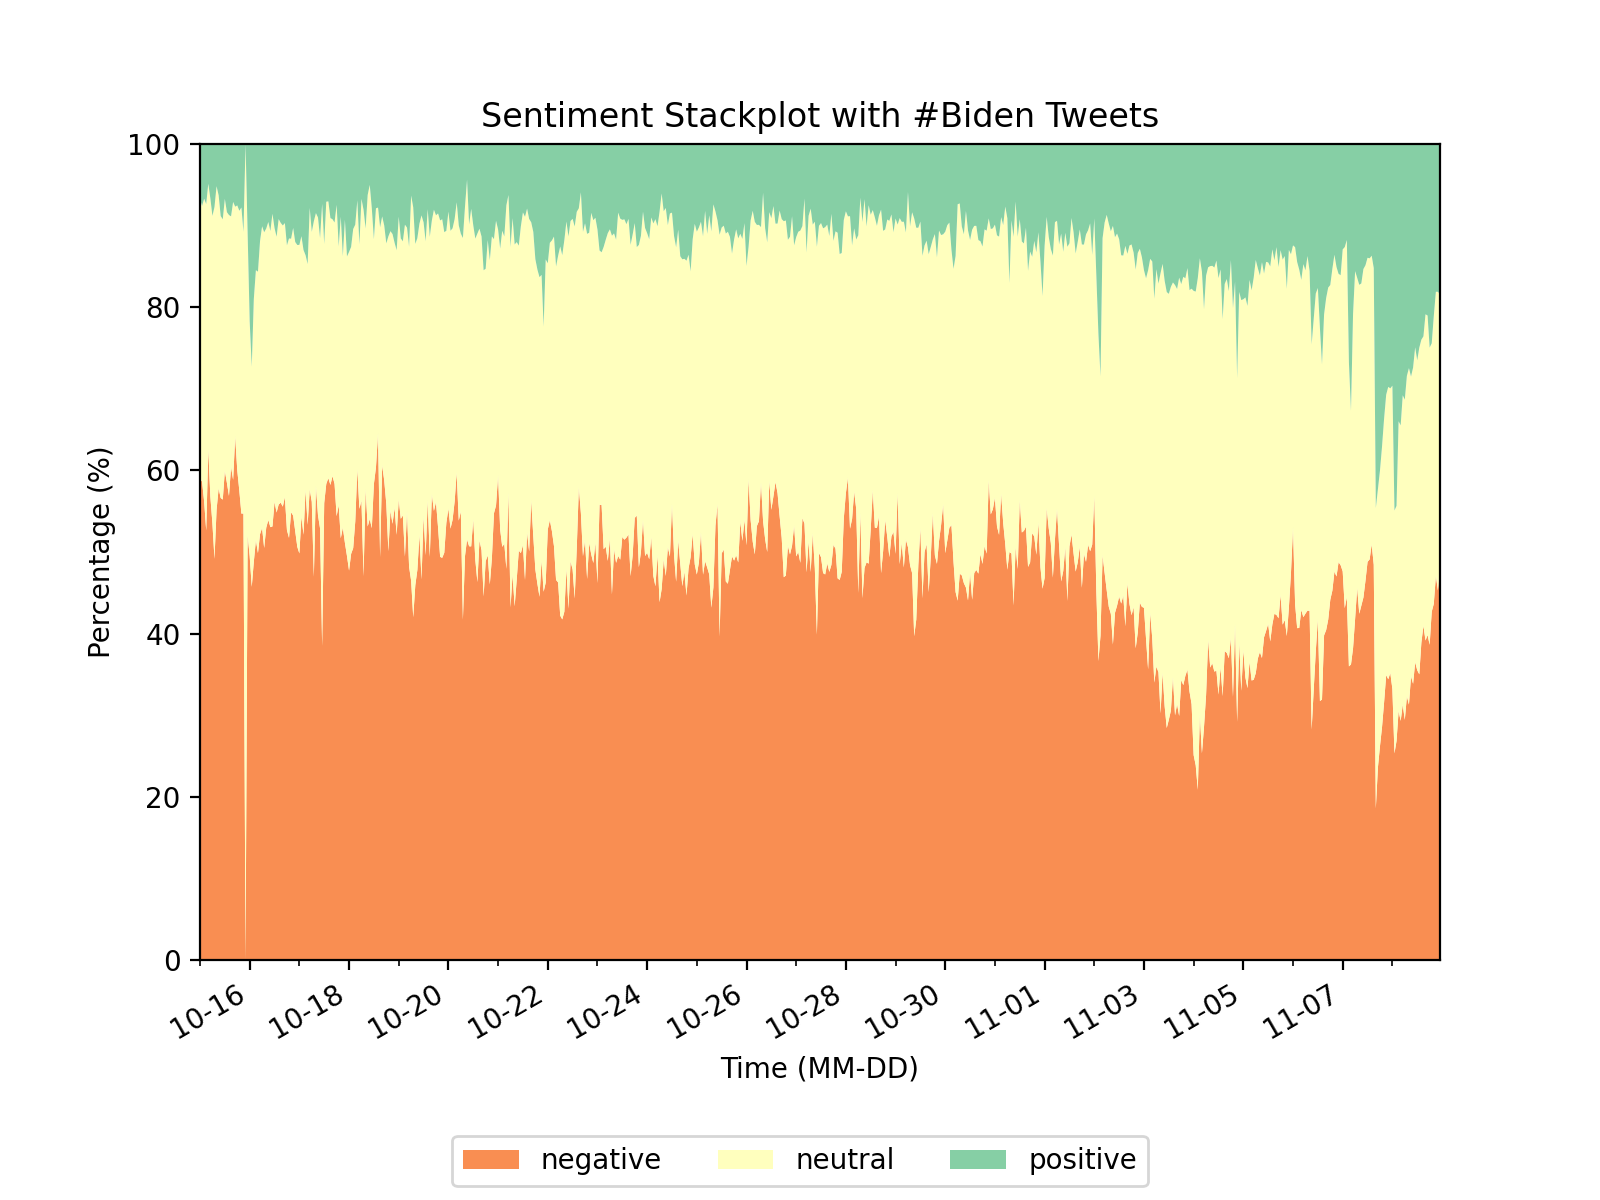 Sentiment Stackplot with #Biden Tweets
100
80
60
40
20
0
Percentage (%)
10-16 10-18 10-20 10-22 10-24 10-26 10-28 10-30 11-01 11-03 11-05 11-07
Time (MM-DD)
negative neutral positive